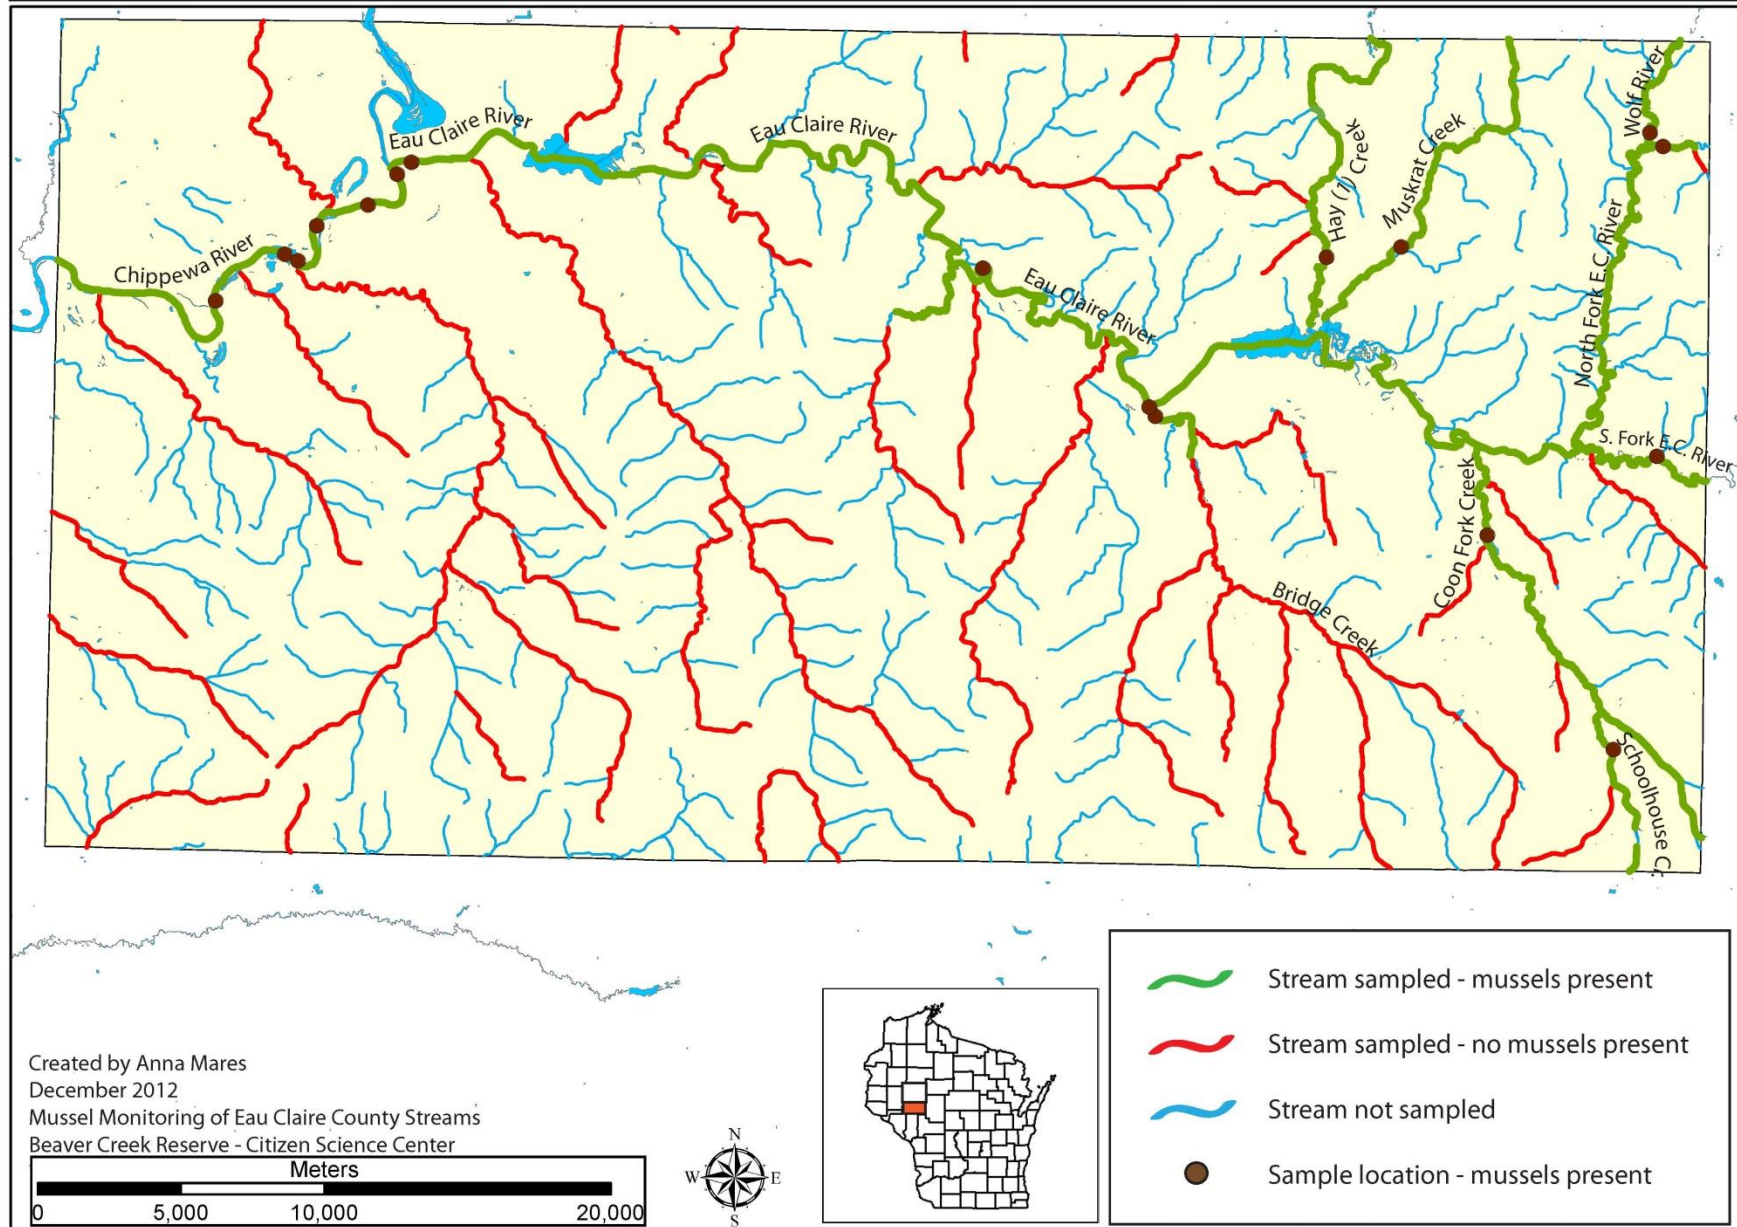 Wolf River
Eau Claire River
Eau Claire River
Hay (1) Creek
Muskrat Creek
North Fork E.C. River
Chippewa River
Eau Claire River
S. Fork E.C. River
Coon Fork Creek
Bridge Creek
Schoolhouse Cr.
Stream sampled - mussels present
Stream sampled - no mussels present
Stream not sampled
Sample location - mussels present
Created by Anna Mares
December 2012
Mussel Monitoring of Eau Claire County Streams
Beaver Creek Reserve - Citizen Science Center
Meters
0 5,000 10,000 20,000
N
W E
S